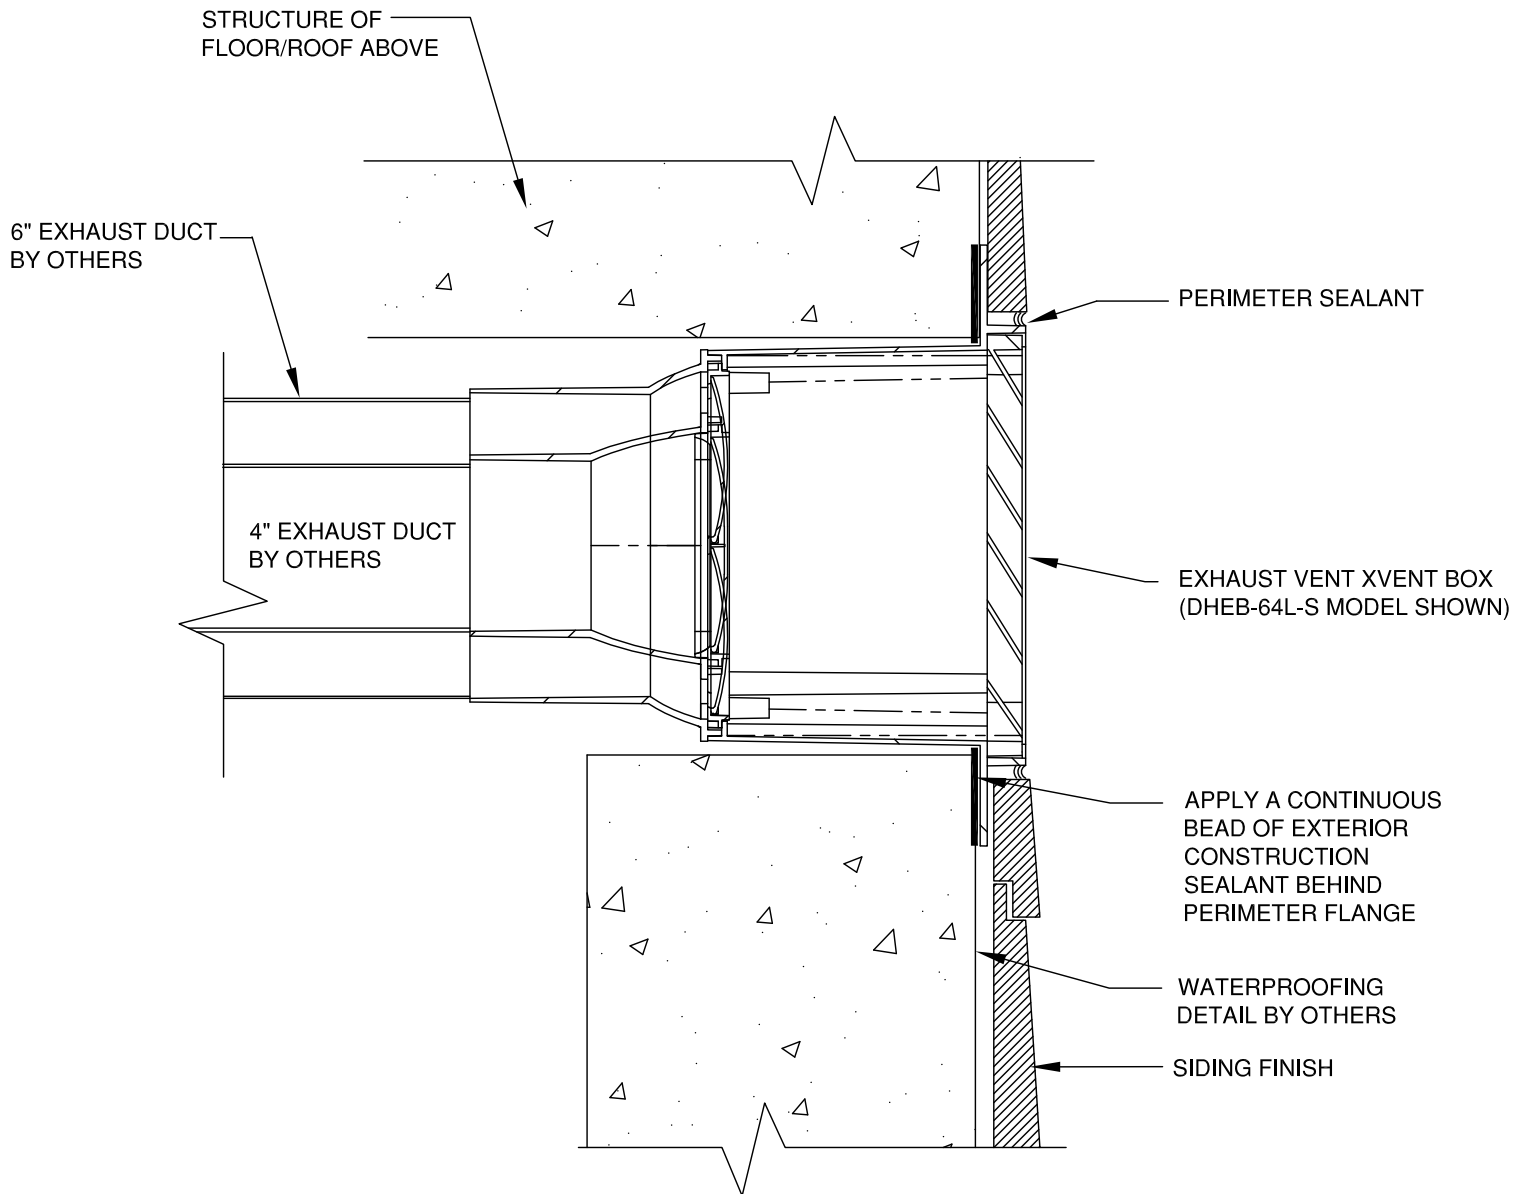 STRUCTURE OF
FLOOR/ROOF ABOVE
6" EXHAUST DUCT
BY OTHERS
PERIMETER SEALANT
4" EXHAUST DUCT
BY OTHERS
EXHAUST VENT XVENT BOX
(DHEB-64L-S MODEL SHOWN)
APPLY A CONTINUOUS
BEAD OF EXTERIOR
CONSTRUCTION
SEALANT BEHIND
PERIMETER FLANGE
WATERPROOFING
DETAIL BY OTHERS
SIDING FINISH